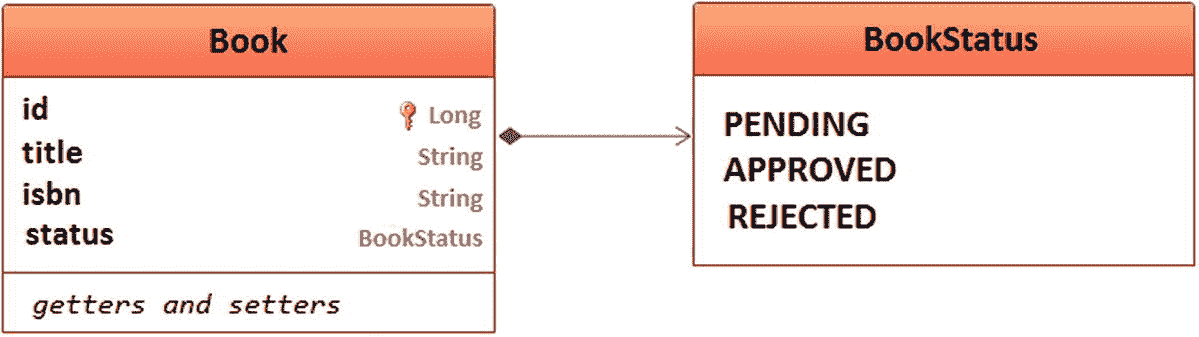 Book
id Long
title String
isbn String
status BookStatus
getters and setters
BookStatus
PENDING
APPROVED
REJECTED